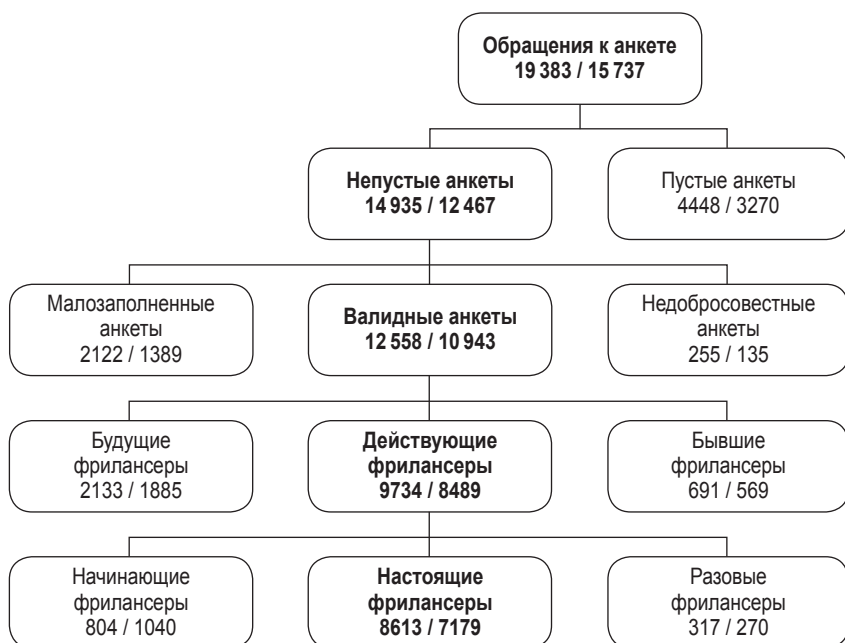 Обращения к анкете
19 383 / 15 737
Непустые анкеты
14 935 / 12 467
Пустые анкеты
4448 / 3270
Малозаполненные
анкеты
2122 / 1389
Валидные анкеты
12 558 / 10 943
Недобросовестные
анкеты
255 / 135
Будущие
фрилансеры
2133 / 1885
Действующие
фрилансеры
9734 / 8489
Бывшие
фрилансеры
691 / 569
Начинающие
фрилансеры
804 / 1040
Настоящие
фрилансеры
8613 / 7179
Разовые
фрилансеры
317 / 270